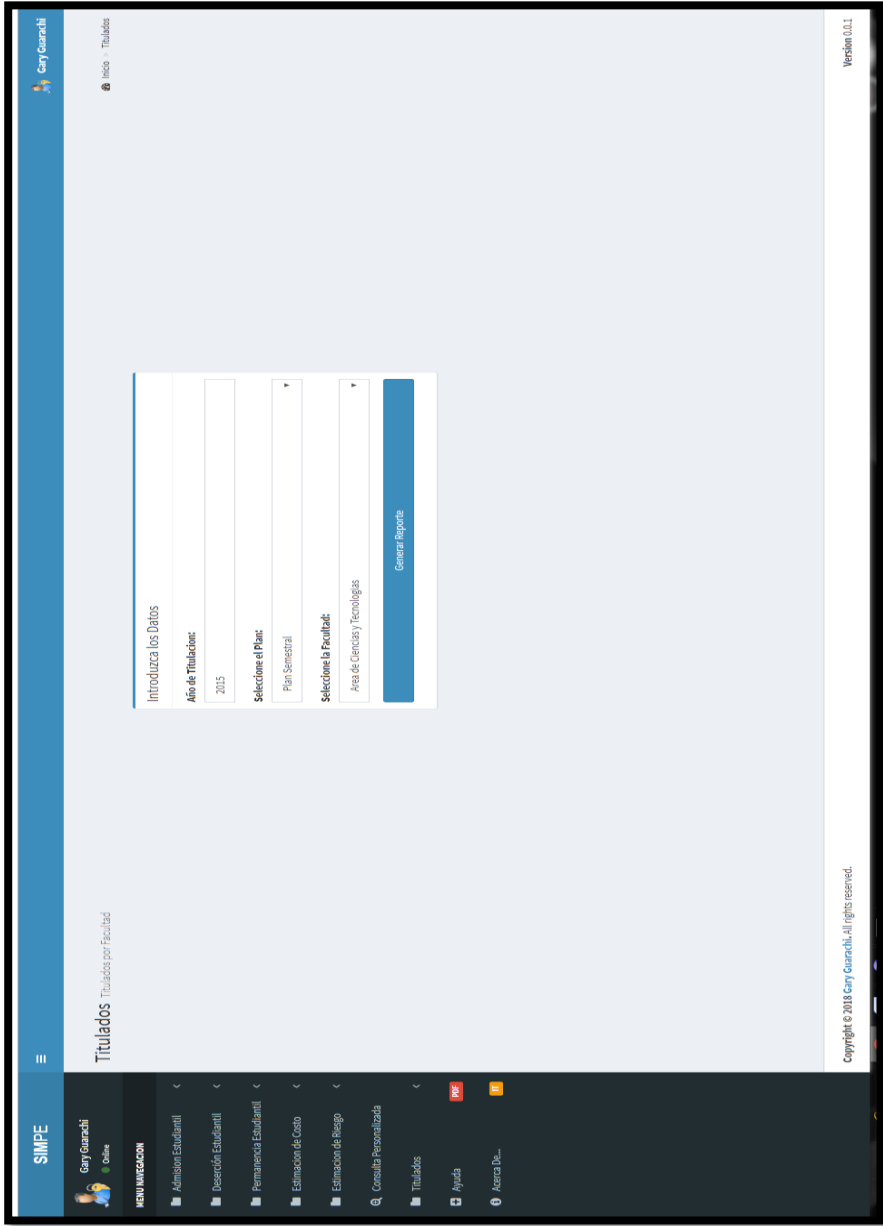 SIMPE
Gary Guarachi
Gary Guarachi
Online
MENU NAVEGACION
Admision Estudiantil
Deserción Estudiantil
Permanencia Estudiantil
Estimacion de Costo
Estimacion de Riesgo
Consulta Personalizada
Titulados
Ayuda PDF
Acerca De... IT
Titulados Titulados por Facultad
Inicio > Titulados
Introduzca los Datos
Año de Titulacion:
2015
Seleccione el Plan:
Plan Semestral
Seleccione la Facultad:
Area de Ciencias y Tecnologias
Generar Reporte
Copyright © 2018 Gary Guarachi. All rights reserved.
Version 0.0.1